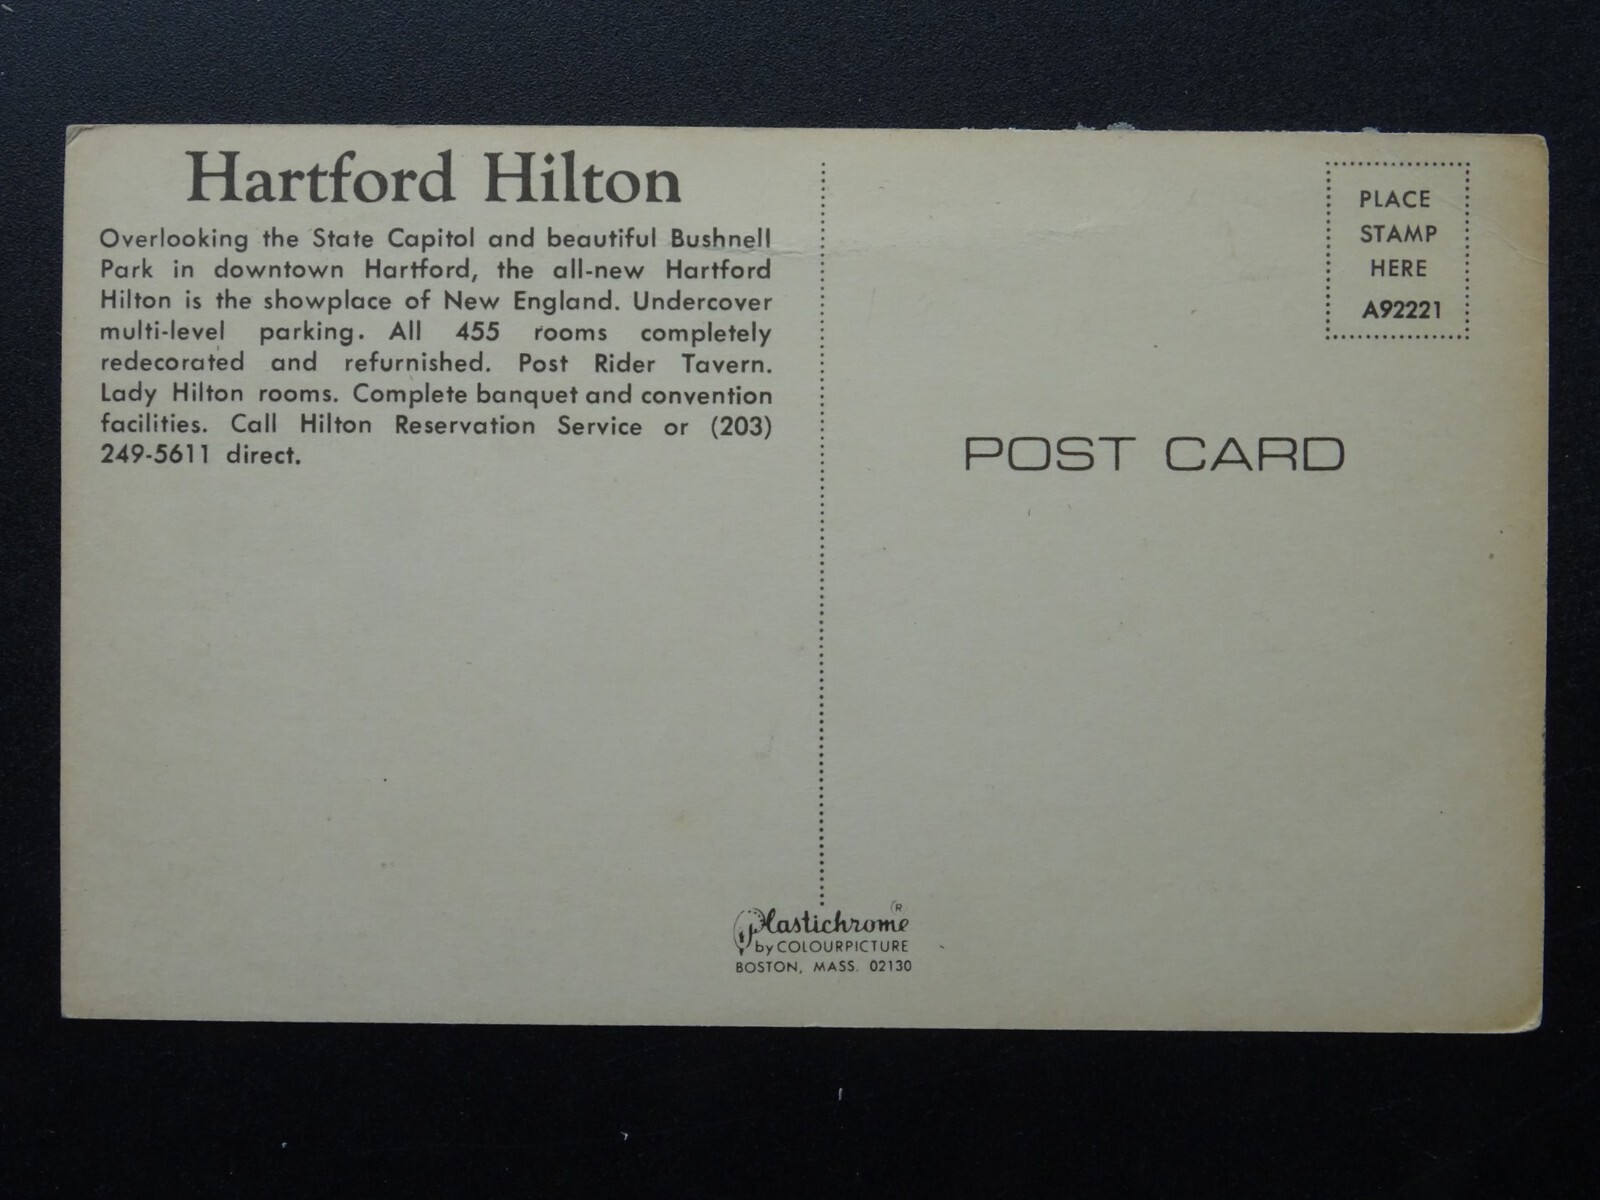 Hartford Hilton
Overlooking the State Capitol and beautiful Bushnell
Park in downtown Hartford, the all-new Hartford
Hilton is the showplace of New England. Undercover
multi-level parking. All 455 rooms completely
redecorated and refurnished. Post Rider Tavern.
Lady Hilton rooms. Complete banquet and convention
facilities. Call Hilton Reservation Service or (203)
249-5611 direct.
PLACE
STAMP
HERE
A92221
POST CARD
Plastichrome ®
by COLOURPICTURE
BOSTON, MASS. 02130